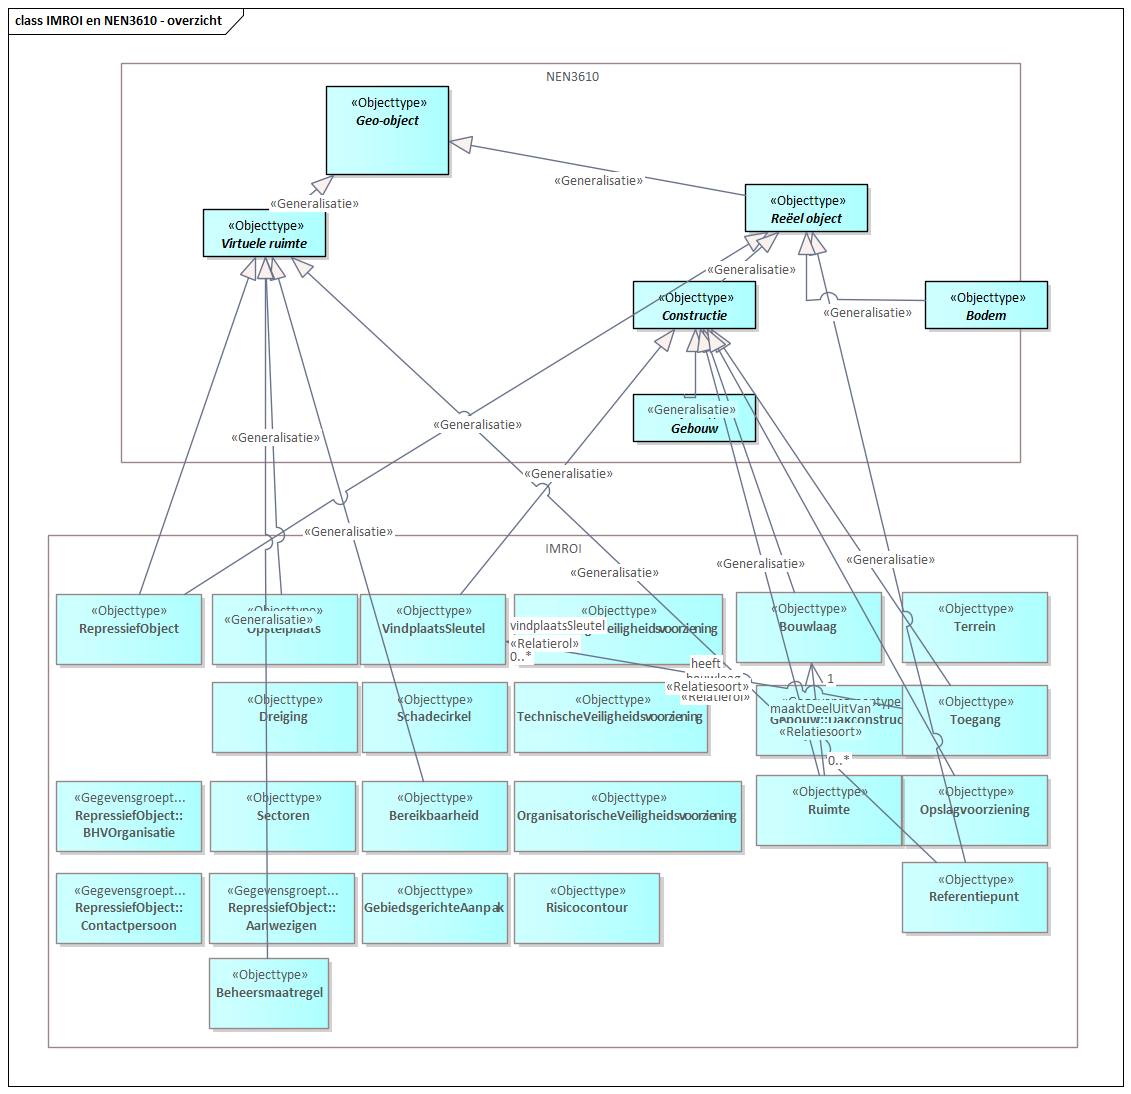 class IMROI en NEN3610 - overzicht
NEN3610
«Objecttype»
Geo-object
«Generalisatie»
«Generalisatie»
«Objecttype»
Reëel object
«Objecttype»
Virtuele ruimte
«Generalisatie»
«Objecttype»
Constructie
«Objecttype»
Bodem
«Generalisatie»
«Generalisatie»
Gebouw
«Generalisatie»
«Generalisatie»
«Generalisatie»
«Generalisatie»
IMROI
«Generalisatie»
«Generalisatie»
«Generalisatie»
«Objecttype»
RepressiefObject
«Objecttype»
Opstelplaats
«Generalisatie»
«Objecttype»
VindplaatsSleutel
«Objecttype»
eiligheidsvoorziening
vindplaatsSleutel
«Relatierol»
0..*
«Objecttype»
Bouwlaag
«Objecttype»
Terrein
heeft
bouwlaag
«Relatiesoort»
«Relatierol»
1
«Objecttype»
Dreiging
«Objecttype»
Schadecirkel
«Objecttype»
TechnischeVeiligheidsvoorziening
Gebouw::Dakconstruc
maaktDeelUitVan
«Relatiesoort»
0..*
«Objecttype»
Toegang
«Gegevensgroept...
RepressiefObject::
BHVOrganisatie
«Objecttype»
Sectoren
«Objecttype»
Bereikbaarheid
«Objecttype»
OrganisatorischeVeiligheidsvoorziening
«Objecttype»
Ruimte
«Objecttype»
Opslagvoorziening
«Gegevensgroept...
RepressiefObject::
Contactpersoon
«Gegevensgroept...
RepressiefObject::
Aanwezigen
«Objecttype»
GebiedsgerichteAanpak
«Objecttype»
Risicocontour
«Objecttype»
Referentiepunt
«Objecttype»
Beheersmaatregel